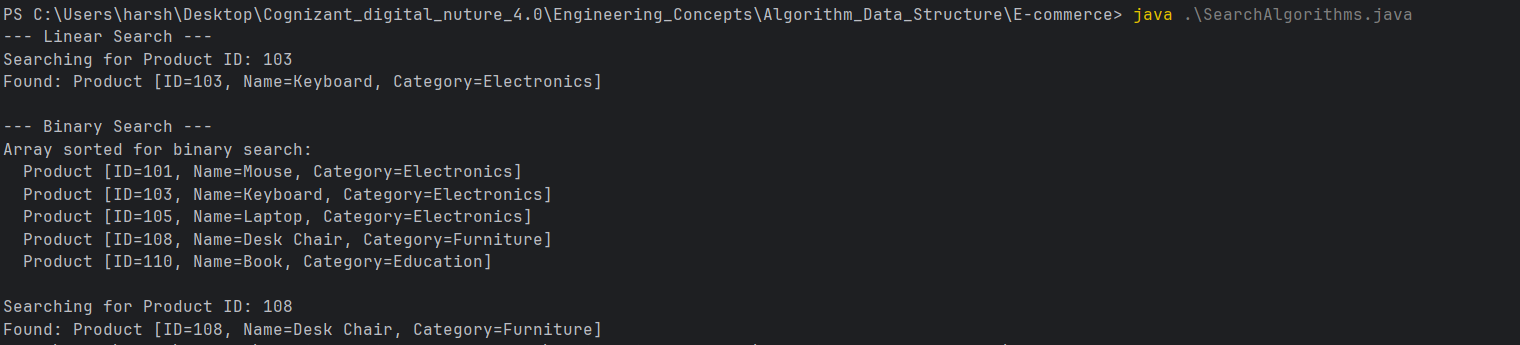 PS C:\Users\harsh\Desktop\Cognizant_digital_nuture_4.0\Engineering_Concepts\Algorithm_Data_Structure\E-commerce> java .\SearchAlgorithms.java
--- Linear Search ---
Searching for Product ID: 103
Found: Product [ID=103, Name=Keyboard, Category=Electronics]

--- Binary Search ---
Array sorted for binary search:
  Product [ID=101, Name=Mouse, Category=Electronics]
  Product [ID=103, Name=Keyboard, Category=Electronics]
  Product [ID=105, Name=Laptop, Category=Electronics]
  Product [ID=108, Name=Desk Chair, Category=Furniture]
  Product [ID=110, Name=Book, Category=Education]

Searching for Product ID: 108
Found: Product [ID=108, Name=Desk Chair, Category=Furniture]